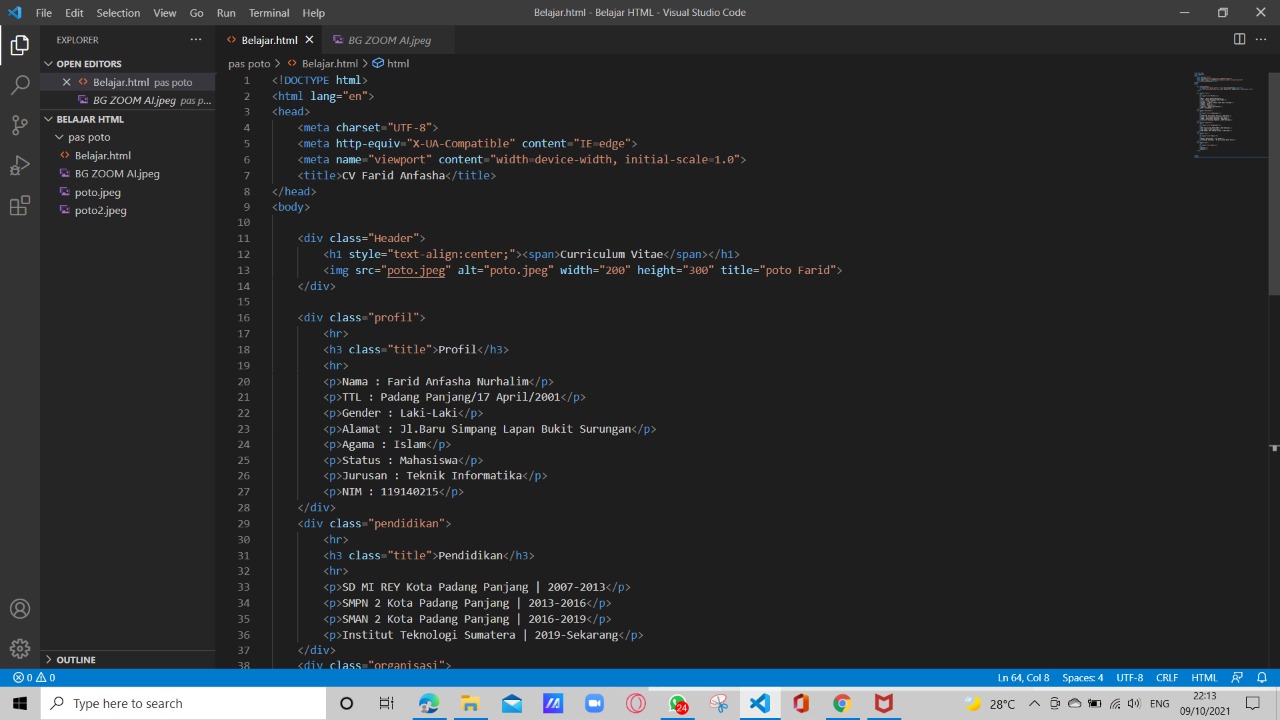 File Edit Selection View Go Run Terminal Help
Belajar.html - Belajar HTML - Visual Studio Code
EXPLORER ···
OPEN EDITORS
Belajar.html pas poto
BG ZOOM AI.jpeg pas p...
BELAJAR HTML
pas poto
Belajar.html
BG ZOOM AI.jpeg
poto.jpeg
poto2.jpeg
OUTLINE
Belajar.html BG ZOOM AI.jpeg
pas poto > Belajar.html > html
1 <!DOCTYPE html>
2 <html lang="en">
3 <head>
4 <meta charset="UTF-8">
5 <meta http-equiv="X-UA-Compatible" content="IE=edge">
6 <meta name="viewport" content="width=device-width, initial-scale=1.0">
7 <title>CV Farid Anfasha</title>
8 </head>
9 <body>
10
11 <div class="Header">
12 <h1 style="text-align:center;"><span>Curriculum Vitae</span></h1>
13 <img src="poto.jpeg" alt="poto.jpeg" width="200" height="300" title="poto Farid">
14 </div>
15
16 <div class="profil">
17 <hr>
18 <h3 class="title">Profil</h3>
19 <hr>
20 <p>Nama : Farid Anfasha Nurhalim</p>
21 <p>TTL : Padang Panjang/17 April/2001</p>
22 <p>Gender : Laki-Laki</p>
23 <p>Alamat : Jl.Baru Simpang Lapan Bukit Surungan</p>
24 <p>Agama : Islam</p>
25 <p>Status : Mahasiswa</p>
26 <p>Jurusan : Teknik Informatika</p>
27 <p>NIM : 119140215</p>
28 </div>
29 <div class="pendidikan">
30 <hr>
31 <h3 class="title">Pendidikan</h3>
32 <hr>
33 <p>SD MI REY Kota Padang Panjang | 2007-2013</p>
34 <p>SMPN 2 Kota Padang Panjang | 2013-2016</p>
35 <p>SMAN 2 Kota Padang Panjang | 2016-2019</p>
36 <p>Institut Teknologi Sumatera | 2019-Sekarang</p>
37 </div>
38 <div class="organisasi">
0 0 Ln 64, Col 8 Spaces: 4 UTF-8 CRLF HTML
Type here to search 24 28°C ENG 22:13
09/10/2021